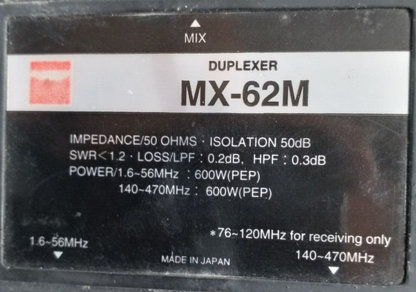 MIX
DUPLEXER
MX-62M
IMPEDANCE/50 OHMS · ISOLATION 50dB
SWR<1.2 · LOSS/LPF : 0.2dB, HPF : 0.3dB
POWER/1.6~56MHz : 600W(PEP)
140~470MHz : 600W(PEP)
*76~120MHz for receiving only
1.6~56MHz
140~470MHz
MADE IN JAPAN